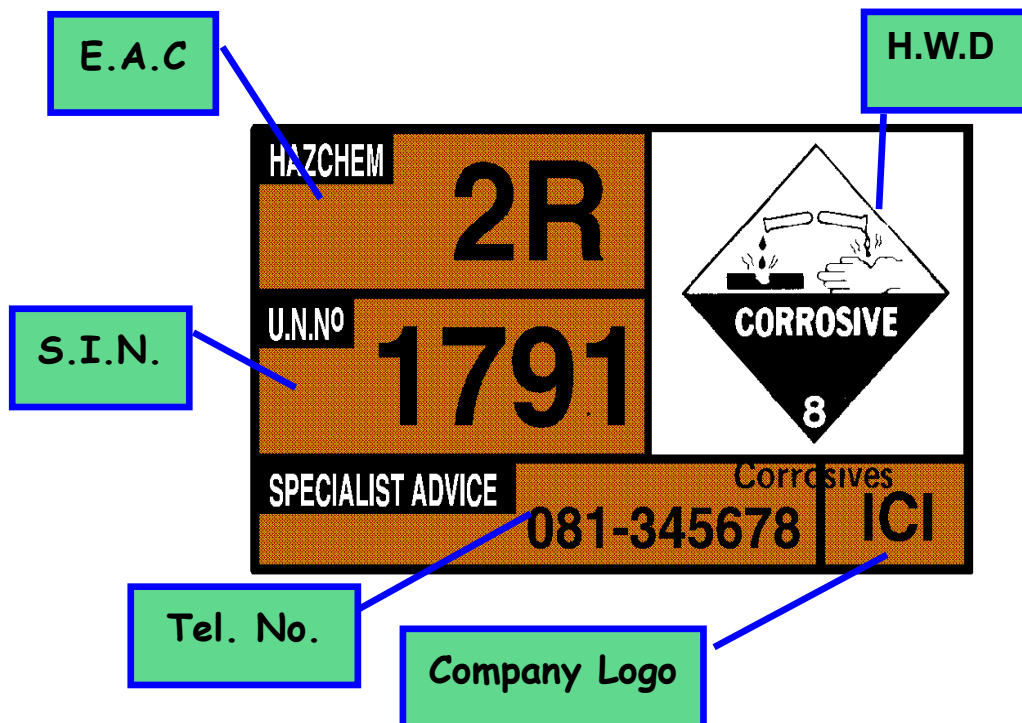 E.A.C
H.W.D
HAZCHEM
2R
U.N.Nº
1791
S.I.N.
CORROSIVE
8
Corrosives
SPECIALIST ADVICE
081-345678
ICI
Tel. No.
Company Logo